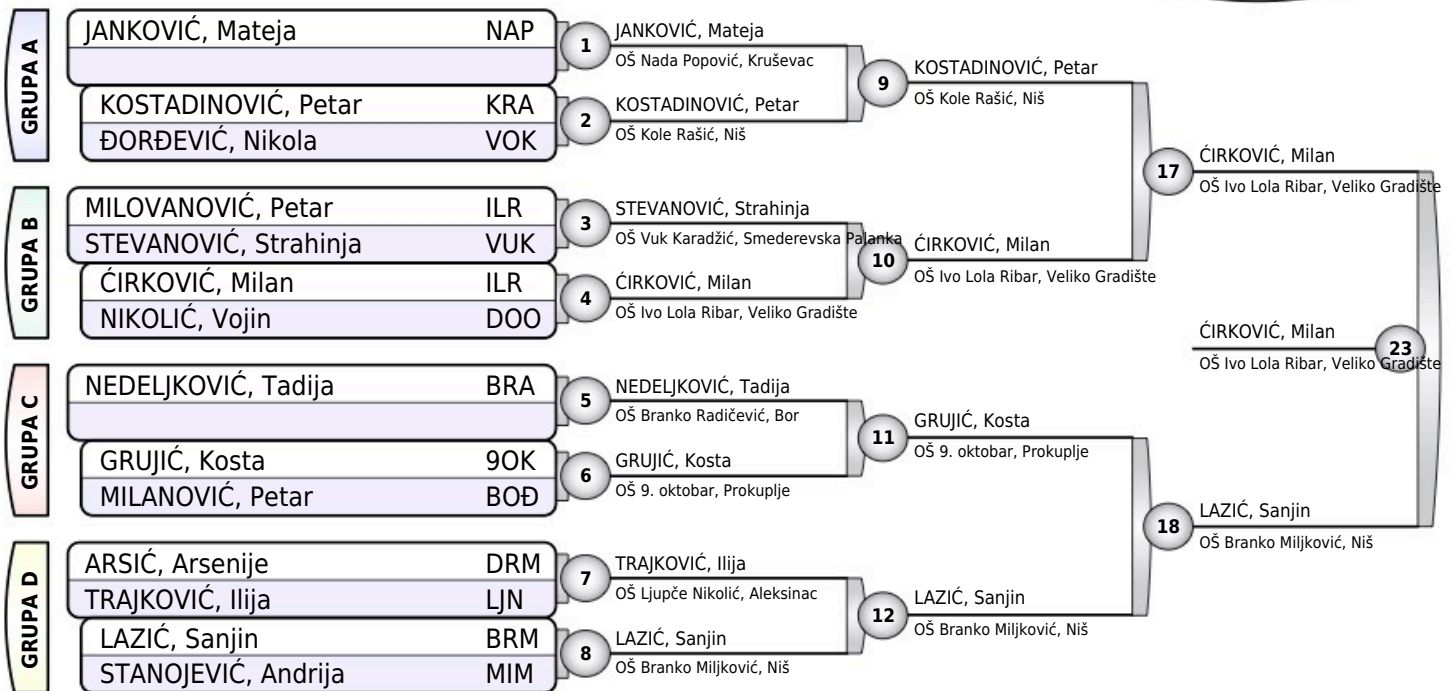 GRUPA A
JANKOVIĆ, Mateja NAP
KOSTADINOVIĆ, Petar KRA
ĐORĐEVIĆ, Nikola VOK
GRUPA B
MILOVANOVIĆ, Petar ILR
STEVANOVIĆ, Strahinja VUK
ĆIRKOVIĆ, Milan ILR
NIKOLIĆ, Vojin DOO
GRUPA C
NEDELJKOVIĆ, Tadija BRA
GRUJIĆ, Kosta 9OK
MILANOVIĆ, Petar BOĐ
GRUPA D
ARSIĆ, Arsenije DRM
TRAJKOVIĆ, Ilija LJN
LAZIĆ, Sanjin BRM
STANOJEVIĆ, Andrija MIM
1
JANKOVIĆ, Mateja
OŠ Nada Popović, Kruševac
2
KOSTADINOVIĆ, Petar
OŠ Kole Rašić, Niš
3
STEVANOVIĆ, Strahinja
OŠ Vuk Karadžić, Smederevska Palanka
4
ĆIRKOVIĆ, Milan
OŠ Ivo Lola Ribar, Veliko Gradište
5
NEDELJKOVIĆ, Tadija
OŠ Branko Radičević, Bor
6
GRUJIĆ, Kosta
OŠ 9. oktobar, Prokuplje
7
TRAJKOVIĆ, Ilija
OŠ Ljupče Nikolić, Aleksinac
8
LAZIĆ, Sanjin
OŠ Branko Miljković, Niš
9
KOSTADINOVIĆ, Petar
OŠ Kole Rašić, Niš
10
ĆIRKOVIĆ, Milan
OŠ Ivo Lola Ribar, Veliko Gradište
11
GRUJIĆ, Kosta
OŠ 9. oktobar, Prokuplje
12
LAZIĆ, Sanjin
OŠ Branko Miljković, Niš
17
ĆIRKOVIĆ, Milan
OŠ Ivo Lola Ribar, Veliko Gradište
18
LAZIĆ, Sanjin
OŠ Branko Miljković, Niš
23
ĆIRKOVIĆ, Milan
OŠ Ivo Lola Ribar, Veliko Gradište